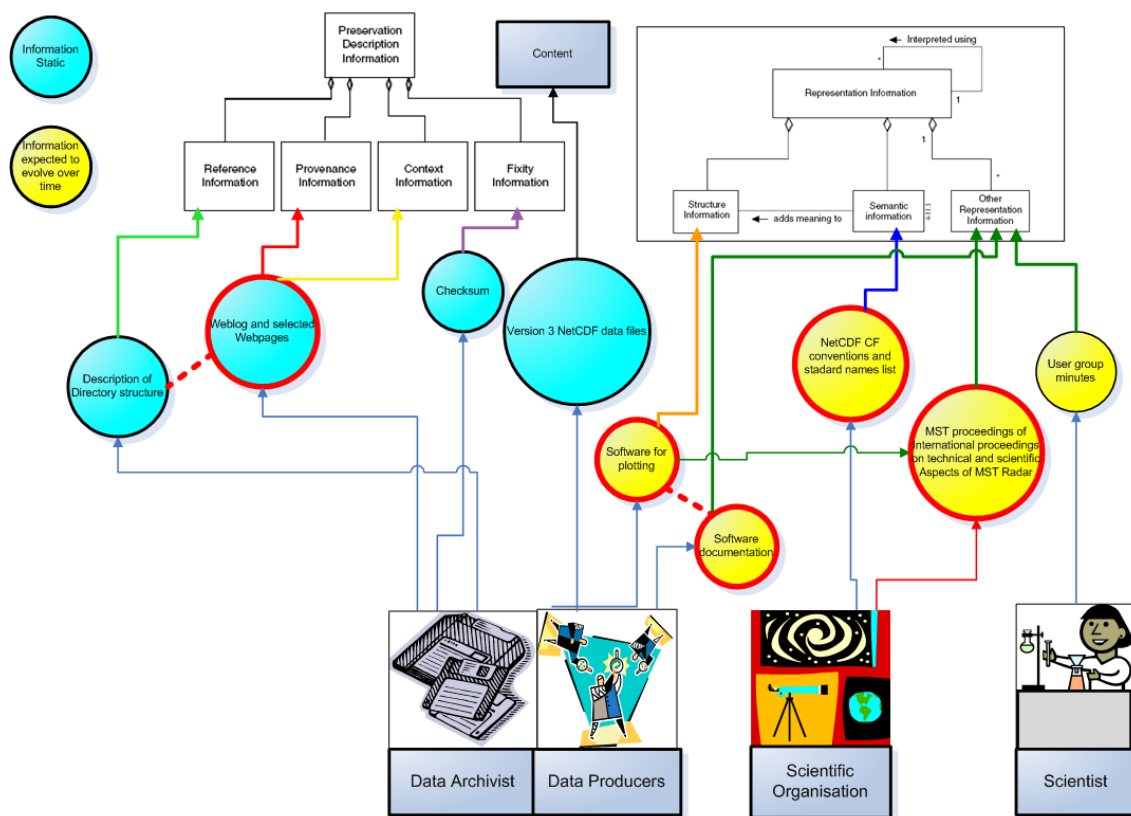 Information
Static
Information
expected to
evolve over
time
Preservation
Description
Information
Content
Reference
Information
Provenance
Information
Context
Information
Fixity
Information
Interpreted using
*
1
Representation Information
1
*
Structure
Information
adds meaning to
Semantic
information
Other
Representation
Information
Checksum
Weblog and selected
Webpages
Version 3 NetCDF data files
Description of
Directory structure
NetCDF CF
conventions and
stadard names list
User group
minutes
Software for
plotting
MST proceedings of
International proceedings
on technical and scientific
Aspects of MST Radar
Software
documentation
Data Archivist
Data Producers
Scientific
Organisation
Scientist